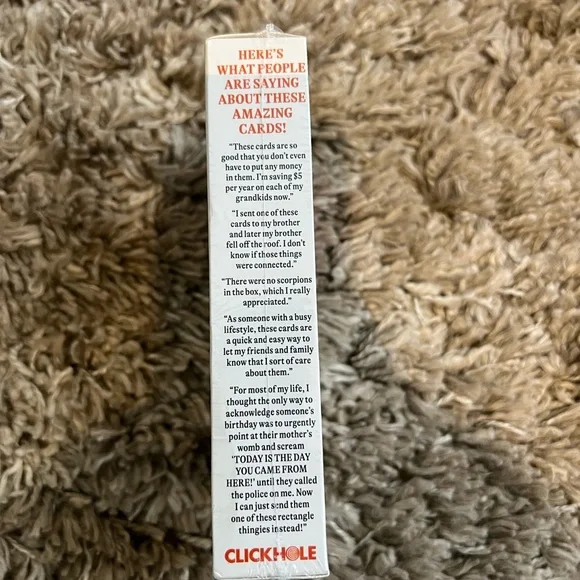 HERE'S
WHAT PEOPLE
ARE SAYING
ABOUT THESE
AMAZING
CARDS!
"These cards are so
good that you don't even
have to put any money
in them. I'm saving $5
per year on each of my
grandkids now."
"I sent one of these
cards to my brother
and later my brother
fell off the roof. I don't
know if those things
were connected."
"There were no scorpions
in the box, which I really
appreciated."
"As someone with a busy
lifestyle, these cards are
a quick and easy way to
let my friends and family
know that I sort of care
about them."
"For most of my life, I
thought the only way to
acknowledge someone's
birthday was to urgently
point at their mother's
womb and scream
'TODAY IS THE DAY
YOU CAME FROM
HERE!' until they called
the police on me. Now
I can just send them
one of these rectangle
thingies instead!"
CLICKHOLE